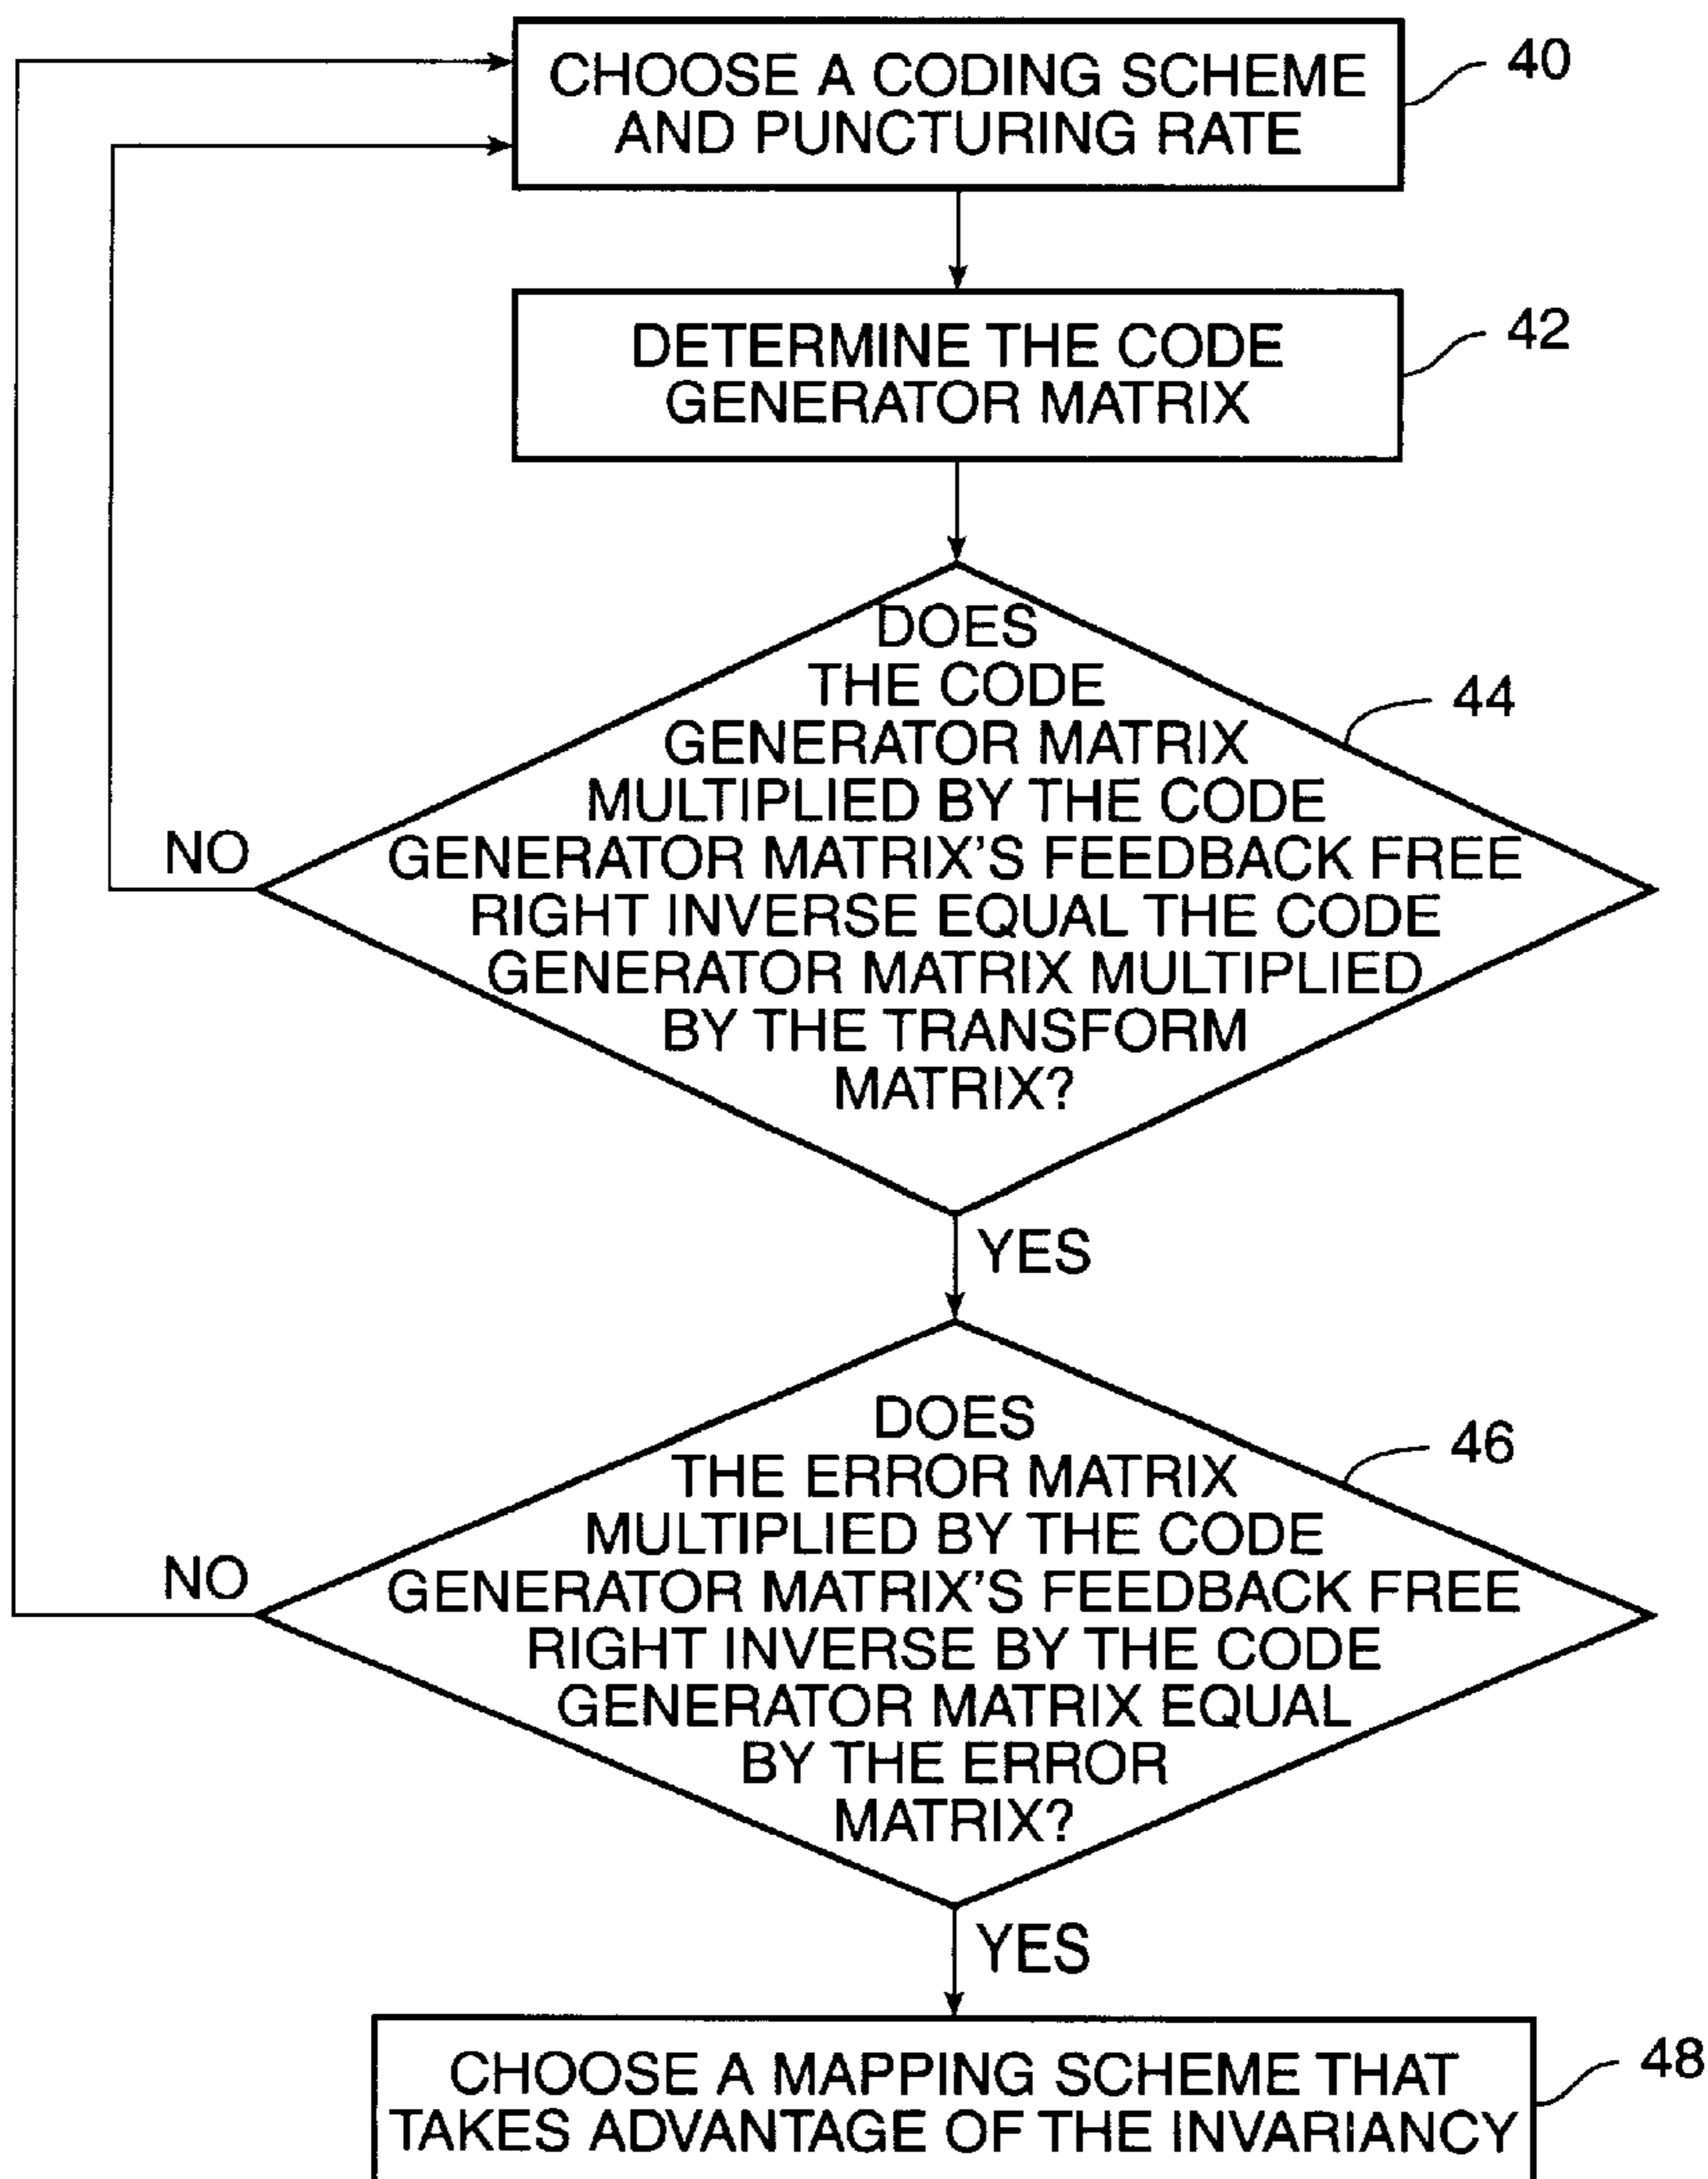 CHOOSE A CODING SCHEME
AND PUNCTURING RATE
40
DETERMINE THE CODE
GENERATOR MATRIX
42
DOES
THE CODE
GENERATOR MATRIX
MULTIPLIED BY THE CODE
GENERATOR MATRIX'S FEEDBACK FREE
RIGHT INVERSE EQUAL THE CODE
GENERATOR MATRIX MULTIPLIED
BY THE TRANSFORM
MATRIX?
44
NO
YES
DOES
THE ERROR MATRIX
MULTIPLIED BY THE CODE
GENERATOR MATRIX'S FEEDBACK FREE
RIGHT INVERSE BY THE CODE
GENERATOR MATRIX EQUAL
BY THE ERROR
MATRIX?
46
NO
YES
CHOOSE A MAPPING SCHEME THAT
TAKES ADVANTAGE OF THE INVARIANCY
48